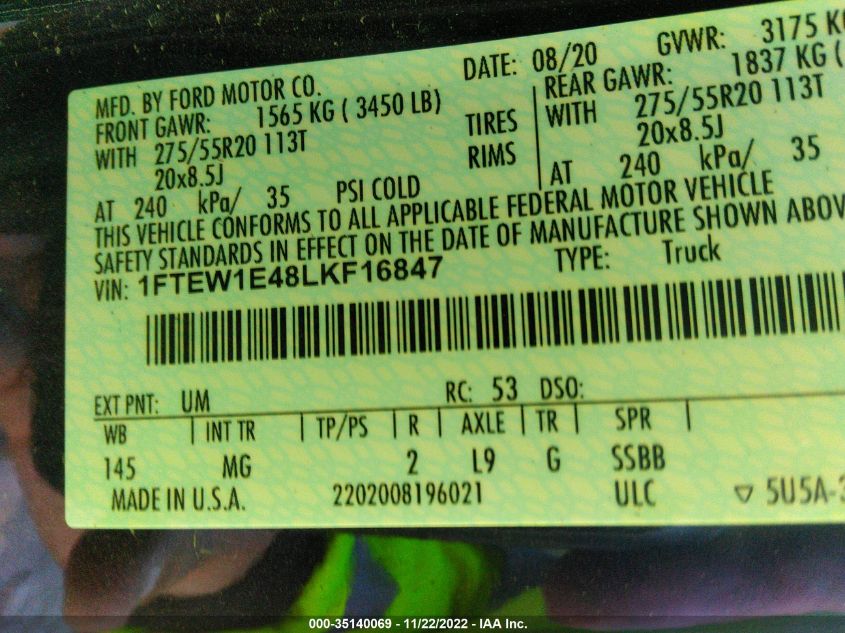 MFD. BY FORD MOTOR CO. DATE: 08/20 GVWR: 3175 KG
FRONT GAWR: 1565 KG ( 3450 LB) REAR GAWR: 1837 KG (
WITH 275/55R20 113T TIRES WITH 275/55R20 113T
20x8.5J RIMS 20x8.5J
AT 240 kPa/ 35 PSI COLD AT 240 kPa/ 35
THIS VEHICLE CONFORMS TO ALL APPLICABLE FEDERAL MOTOR VEHICLE
SAFETY STANDARDS IN EFFECT ON THE DATE OF MANUFACTURE SHOWN ABOV
VIN: 1FTEW1E48LKF16847 TYPE: Truck
EXT PNT: UM RC: 53 DSO:
WB | INT TR | TP/PS | R | AXLE | TR | SPR |
145 MG 2 L9 G SSBB
MADE IN U.S.A. 2202008196021 ULC ▽ 5U5A-3
000-35140069 - 11/22/2022 - IAA Inc.